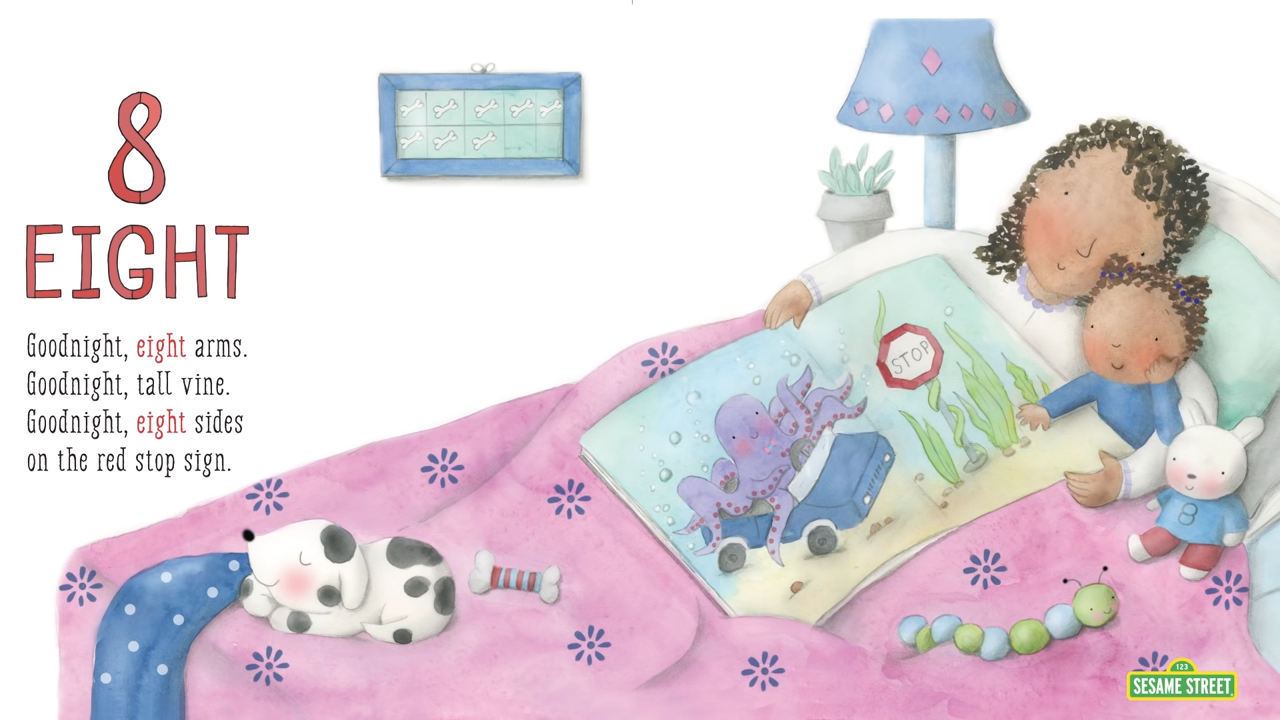 8
EIGHT
Goodnight, eight arms.
Goodnight, tall vine.
Goodnight, eight sides
on the red stop sign.
STOP
8
123
SESAME STREET